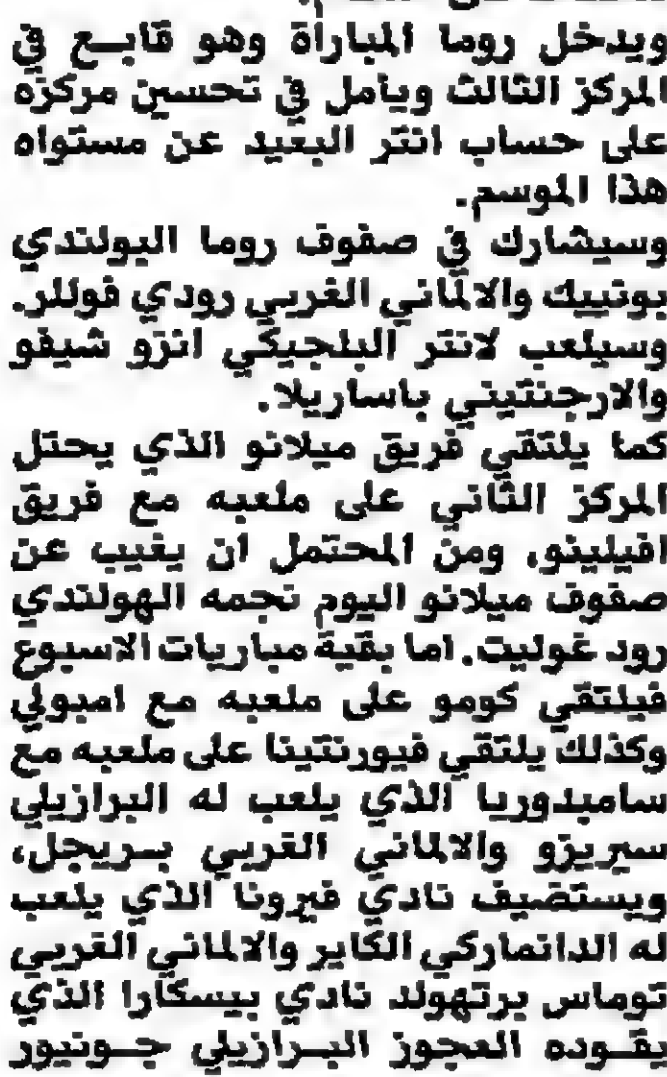 ويدخل روما المباراة وهو قابع في
المركز الثالث ويأمل في تحسين مركزه
على حساب انتر البعيد عن مستواه
هذا الموسم.
وسيشارك في صفوف روما البولندي
بونييك والالماني الغربي رودي فوللر.
وسيلعب لانتر البلجيكي انزو شيفو
والارجنتيني باساريلا.
كما يلتقي فريق ميلانو الذي يحتل
المركز الثاني على ملعبه مع فريق
افيلينو، ومن المحتمل ان يغيب عن
صفوف ميلانو اليوم نجمه الهولندي
رود غوليت. اما بقية مباريات الاسبوع
فيلتقي كومو على ملعبه مع امبولي
وكذلك يلتقي فيورنتينا على ملعبه مع
سامبدوريا الذي يلعب له البرازيلي
سيريزو والالماني الغربي بريجل،
ويستضيف نادي فيرونا الذي يلعب
له الدانماركي الكاير والالماني الغربي
توماس برتهولد نادي بيسكارا الذي
يقوده العجوز البرازيلي جونيور